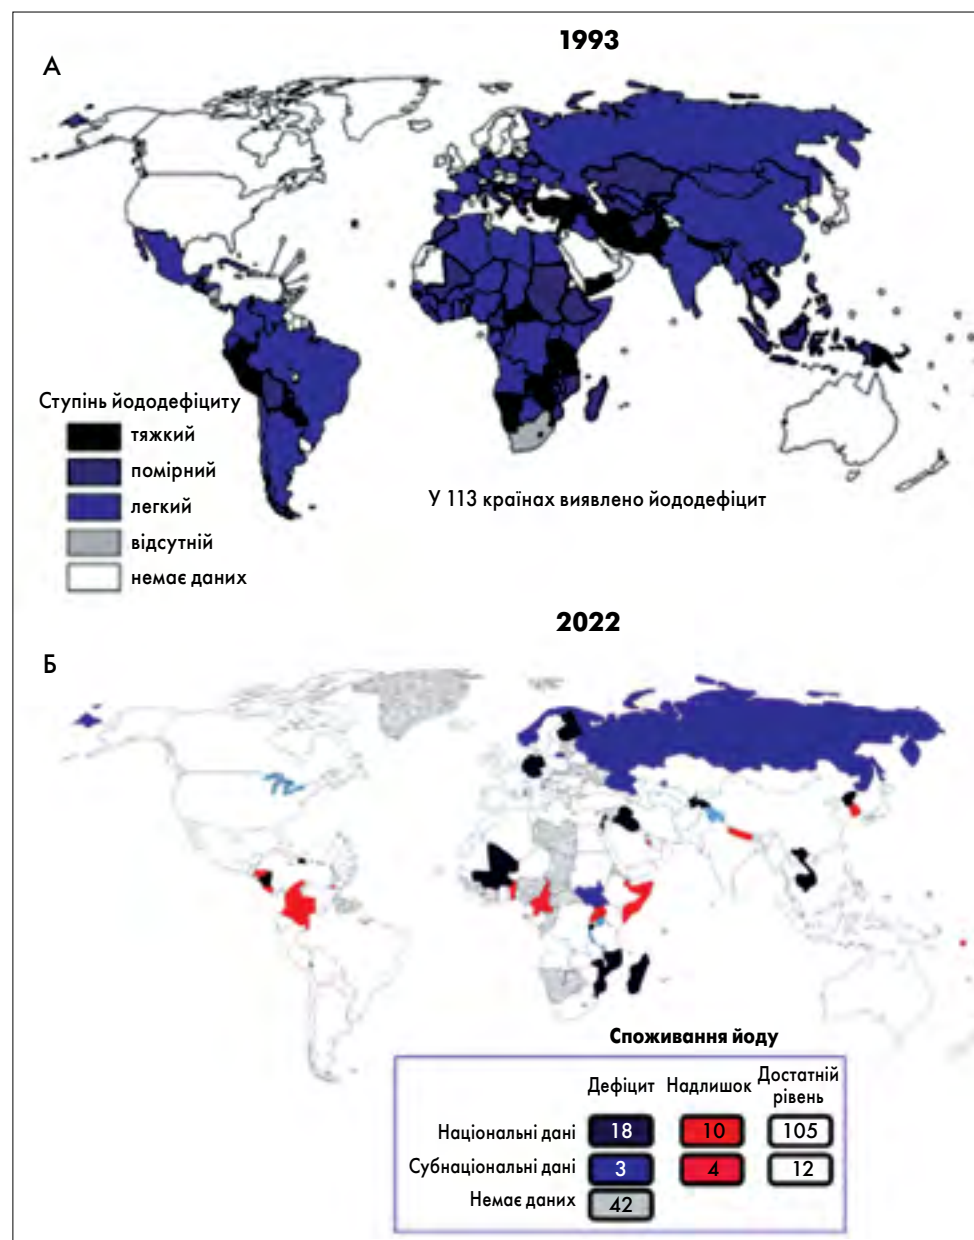 1993
А
Ступінь йододефіциту
тяжкий
помірний
легкий
відсутній
немає даних
У 113 країнах виявлено йододефіцит
2022
Б
Споживання йоду
Дефіцит Надлишок Достатній рівень
Національні дані 18 10 105
Субнаціональні дані 3 4 12
Немає даних 42